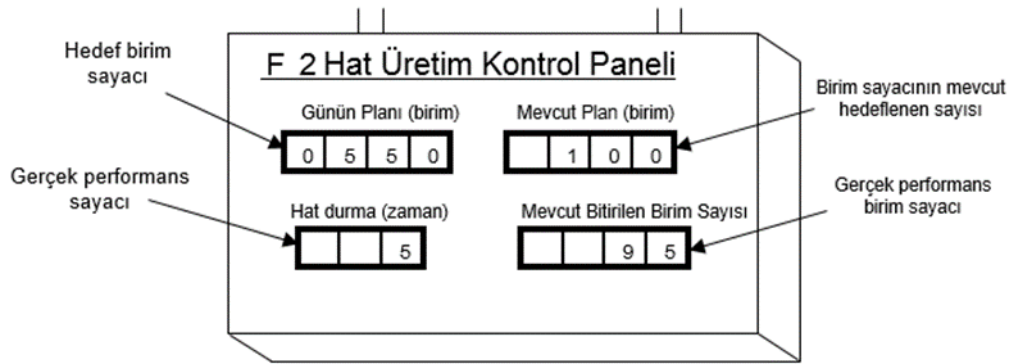 Hedef birim
sayacı
F 2 Hat Üretim Kontrol Paneli
Günün Planı (birim)
Mevcut Plan (birim)
0 5 5 0
1 0 0
Birim sayacının mevcut
hedeflenen sayısı
Gerçek performans
sayacı
Hat durma (zaman)
Mevcut Bitirilen Birim Sayısı
5
9 5
Gerçek performans
birim sayacı